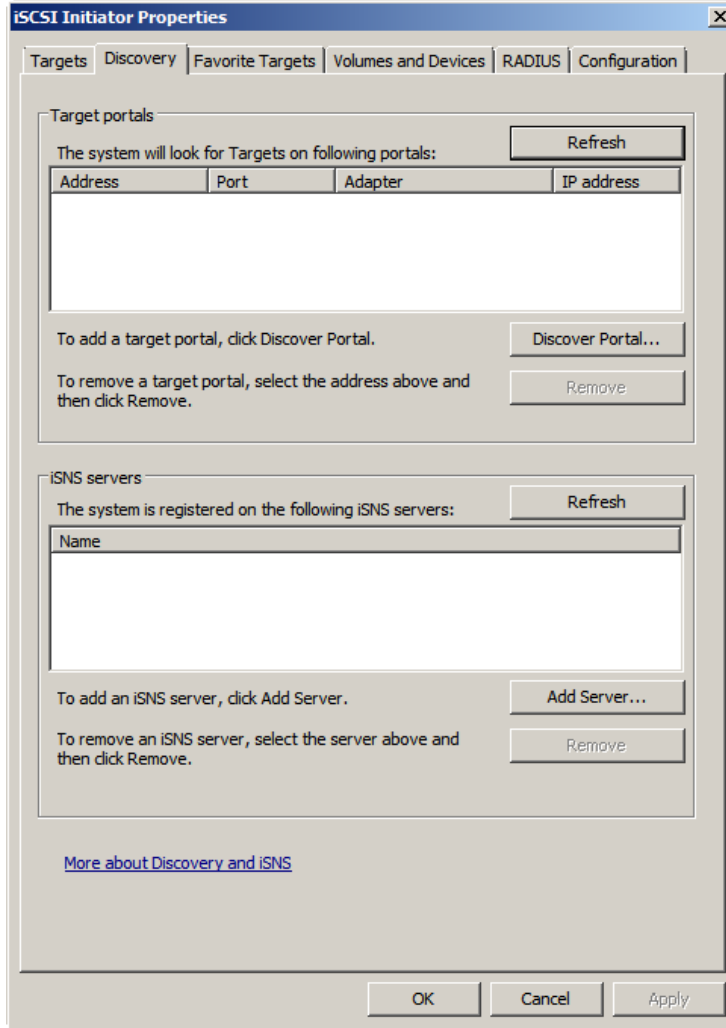 iSCSI Initiator Properties
Targets Discovery Favorite Targets Volumes and Devices RADIUS Configuration
Target portals
The system will look for Targets on following portals: Refresh
Address Port Adapter IP address
To add a target portal, click Discover Portal. Discover Portal...
To remove a target portal, select the address above and then click Remove. Remove
iSNS servers
The system is registered on the following iSNS servers: Refresh
Name
To add an iSNS server, click Add Server. Add Server...
To remove an iSNS server, select the server above and then click Remove. Remove
More about Discovery and iSNS
OK Cancel Apply